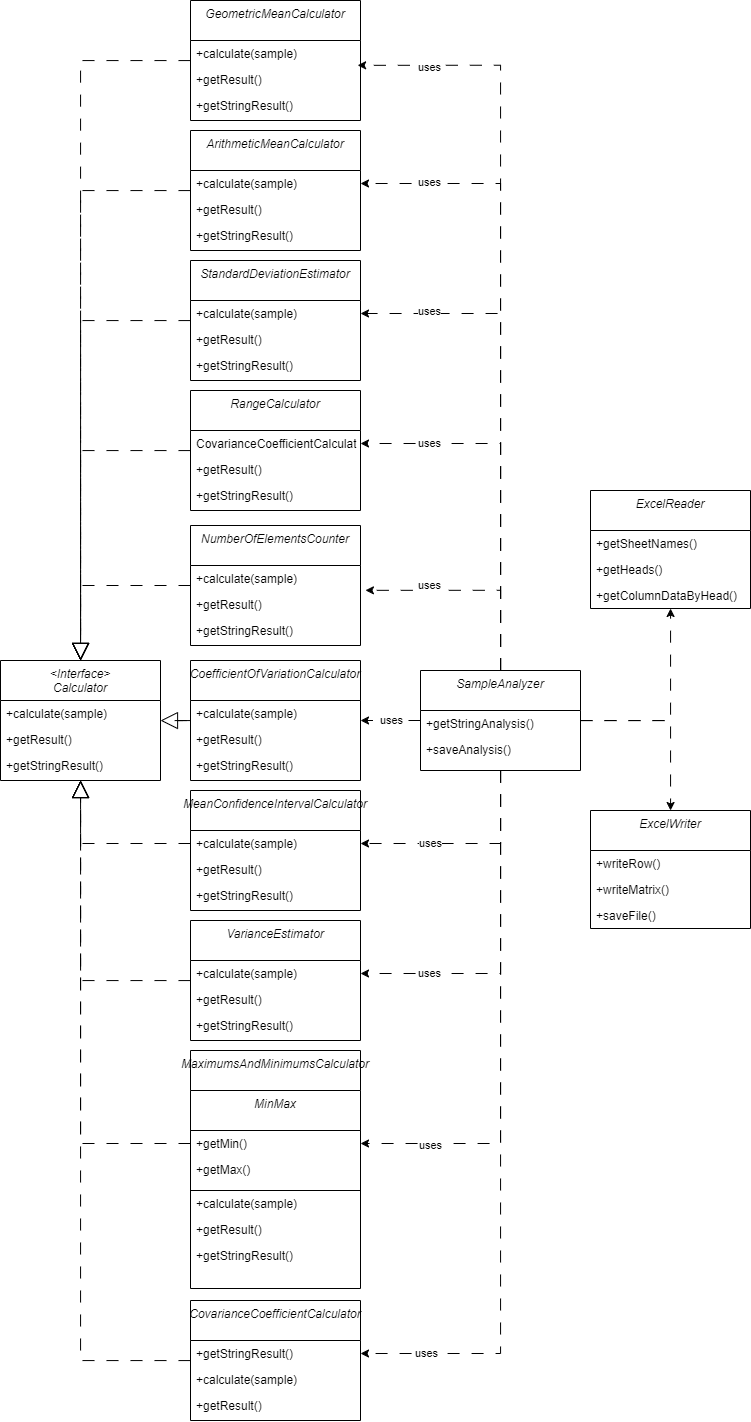 GeometricMeanCalculator
+calculate(sample)
+getResult()
+getStringResult()
uses
ArithmeticMeanCalculator
+calculate(sample)
+getResult()
+getStringResult()
uses
StandardDeviationEstimator
+calculate(sample)
+getResult()
+getStringResult()
uses
RangeCalculator
CovarianceCoefficientCalculat
+getResult()
+getStringResult()
uses
NumberOfElementsCounter
+calculate(sample)
+getResult()
+getStringResult()
uses
<Interface>
Calculator
+calculate(sample)
+getResult()
+getStringResult()
CoefficientOfVariationCalculator
+calculate(sample)
+getResult()
+getStringResult()
uses
SampleAnalyzer
+getStringAnalysis()
+saveAnalysis()
ExcelReader
+getSheetNames()
+getHeads()
+getColumnDataByHead()
ExcelWriter
+writeRow()
+writeMatrix()
+saveFile()
MeanConfidenceIntervalCalculator
+calculate(sample)
+getResult()
+getStringResult()
uses
VarianceEstimator
+calculate(sample)
+getResult()
+getStringResult()
uses
MaximumsAndMinimumsCalculator
MinMax
+getMin()
+getMax()
+calculate(sample)
+getResult()
+getStringResult()
uses
CovarianceCoefficientCalculator
+getStringResult()
+calculate(sample)
+getResult()
uses